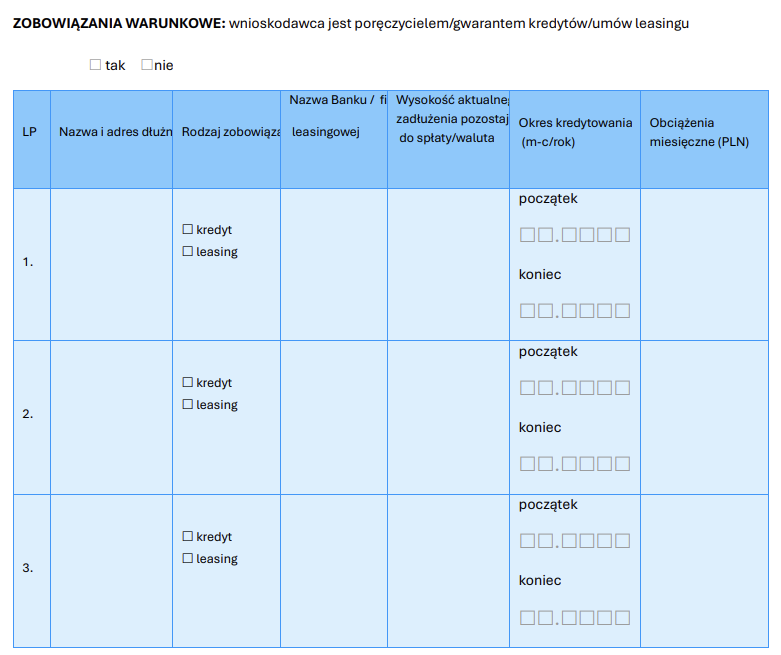 ZOBOWIĄZANIA WARUNKOWE: wnioskodawca jest poręczycielem/gwarantem kredytów/umów leasingu
☐ tak ☐ nie
LP
Nazwa i adres dłużn
Rodzaj zobowiąza
Nazwa Banku / fi
leasingowej
Wysokość aktualne
zadłużenia pozostaj
do spłaty/waluta
Okres kredytowania
(m-c/rok)
Obciążenia
miesięczne (PLN)
1.
☐ kredyt
☐ leasing
początek
☐☐.☐☐☐☐
koniec
☐☐.☐☐☐☐
2.
☐ kredyt
☐ leasing
początek
☐☐.☐☐☐☐
koniec
☐☐.☐☐☐☐
3.
☐ kredyt
☐ leasing
początek
☐☐.☐☐☐☐
koniec
☐☐.☐☐☐☐